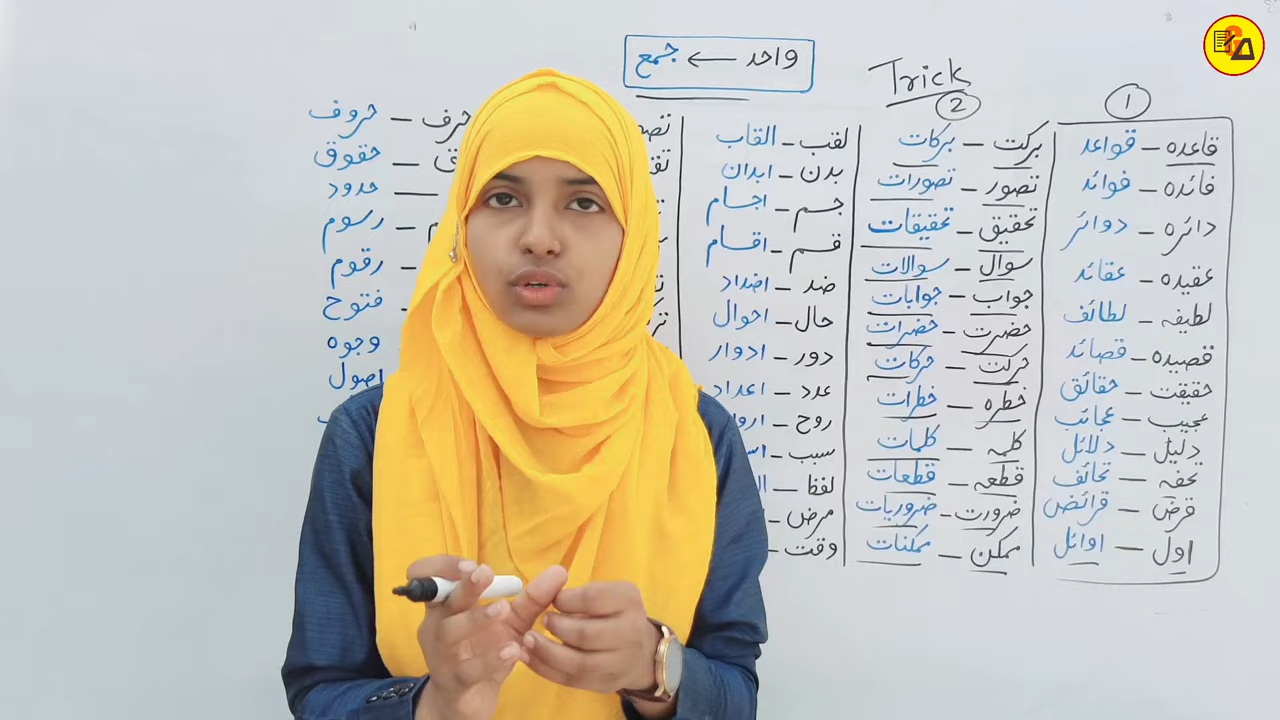 واحد ← جمع
Trick
1
قاعدہ – قواعد
فائدہ – فوائد
دائرہ – دوائر
عقیدہ – عقائد
لطیفہ – لطائف
قصیدہ – قصائد
حقیقت – حقائق
عجیب – عجائب
دلیل – دلائل
تحفہ – تحائف
فرض – فرائض
اول – اوائل
2
برکت – برکات
تصور – تصورات
تحقیق – تحقیقات
سوال – سوالات
جواب – جوابات
حضرت – حضرات
حرکت – حرکات
خطرہ – خطرات
کلمہ – کلمات
قطعہ – قطعات
ضرورت – ضروریات
ممکن – ممکنات
لقب – القاب
بدن – ابدان
جسم – اجسام
قسم – اقسام
ضد – اضداد
حال – احوال
دور – ادوار
عدد – اعداد
روح –
سبب –
لفظ –
مرض –
وقت –
حرف – حروف
حقوق
حدود
رسوم
رقوم
فتوح
وجوہ
اصول